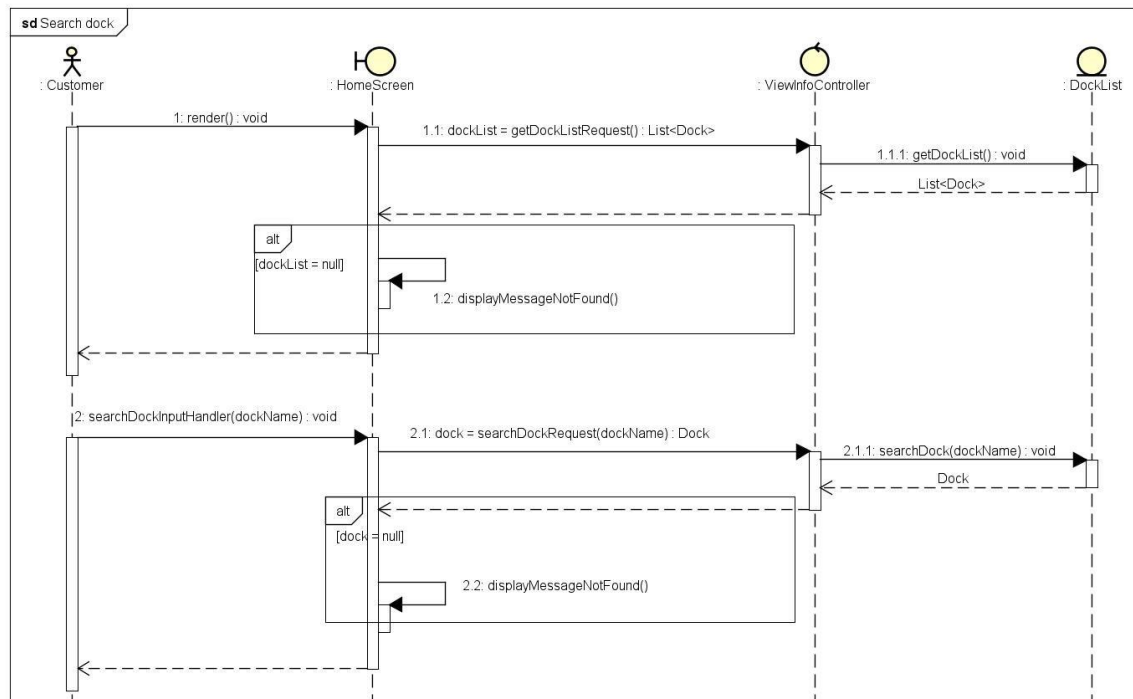 sd Search dock
: Customer
: HomeScreen
: ViewInfoController
: DockList
1: render() : void
1.1: dockList = getDockListRequest() : List<Dock>
1.1.1: getDockList() : void
List<Dock>
alt
[dockList = null]
1.2: displayMessageNotFound()
2: searchDockInputHandler(dockName) : void
2.1: dock = searchDockRequest(dockName) : Dock
2.1.1: searchDock(dockName) : void
Dock
alt
[dock = null]
2.2: displayMessageNotFound()